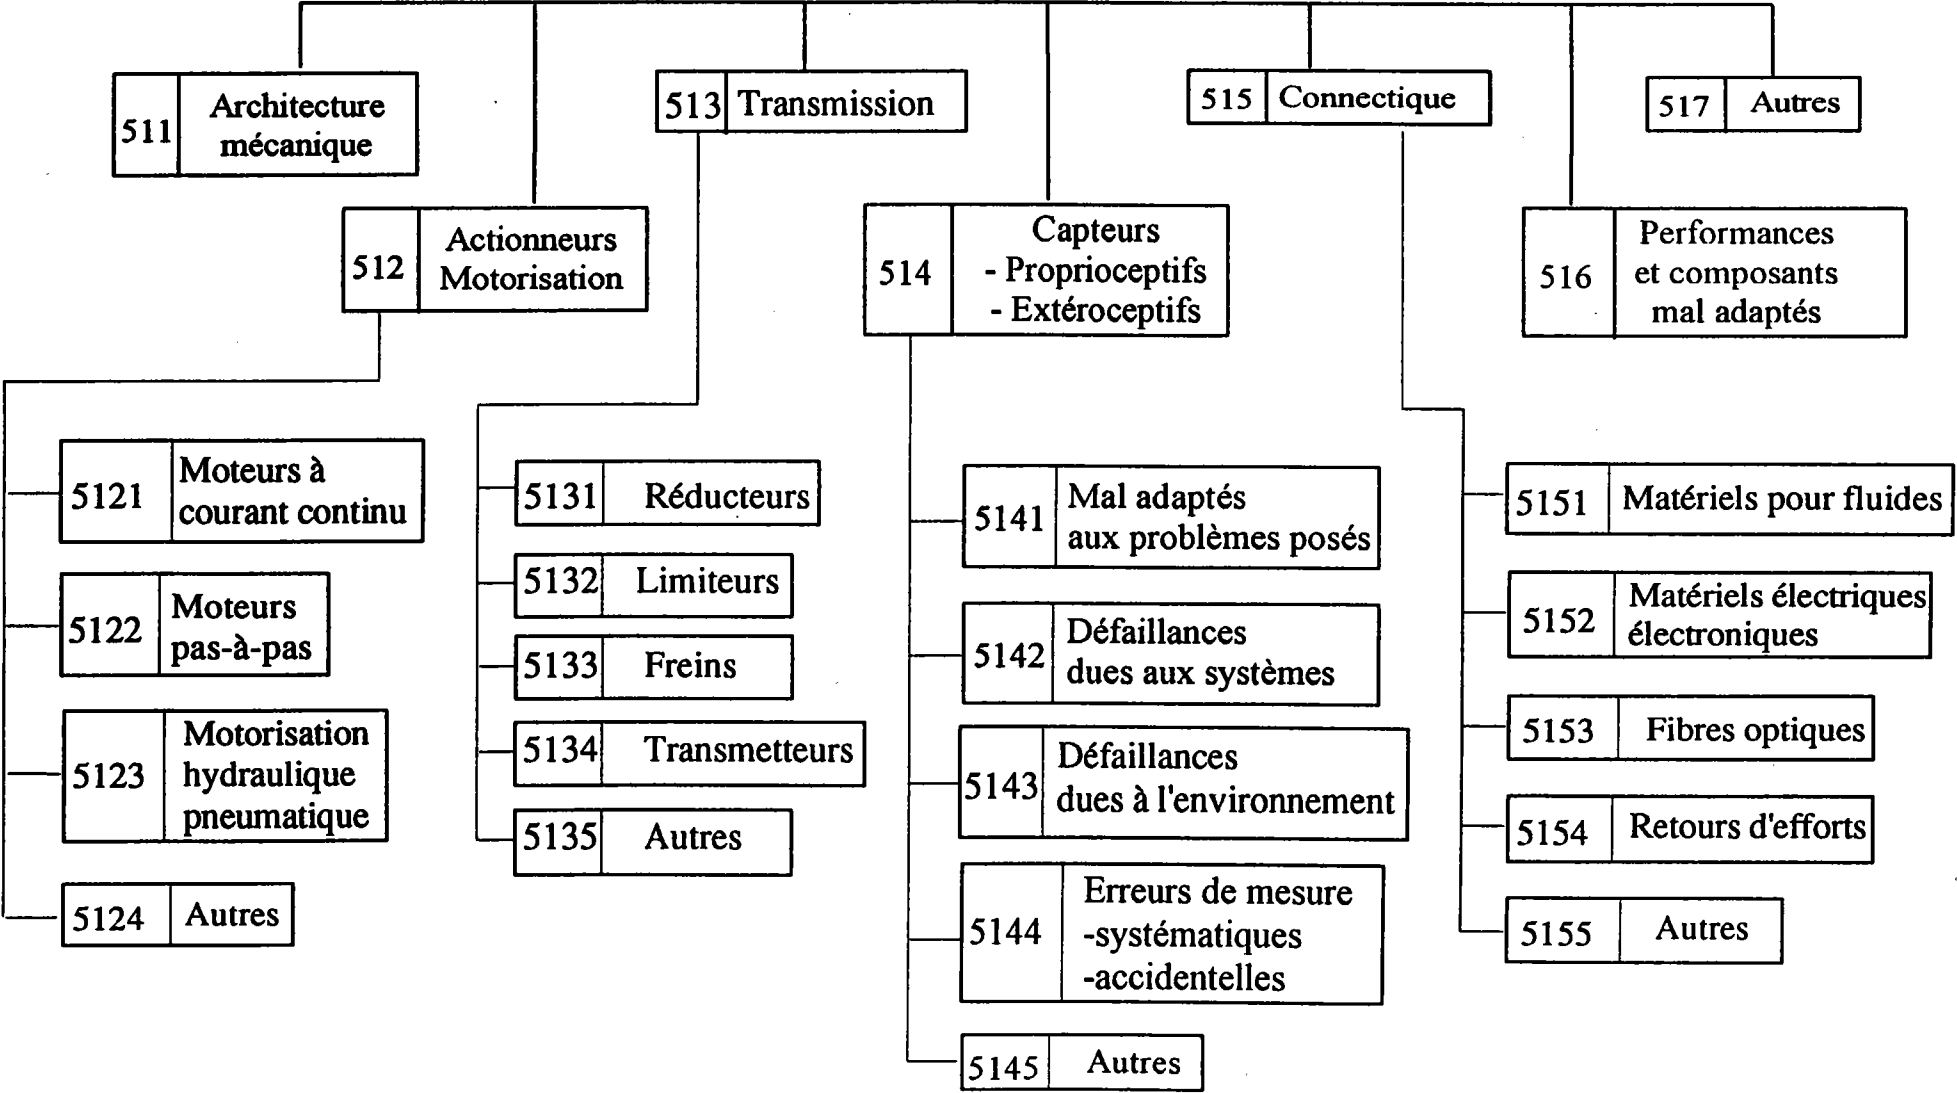 511
Architecture
mécanique
512
Actionneurs
Motorisation
5121
Moteurs à
courant continu
5122
Moteurs
pas-à-pas
5123
Motorisation
hydraulique
pneumatique
5124
Autres
513
Transmission
5131
Réducteurs
5132
Limiteurs
5133
Freins
5134
Transmetteurs
5135
Autres
514
Capteurs
- Proprioceptifs
- Extéroceptifs
5141
Mal adaptés
aux problèmes posés
5142
Défaillances
dues aux systèmes
5143
Défaillances
dues à l'environnement
5144
Erreurs de mesure
-systématiques
-accidentelles
5145
Autres
515
Connectique
5151
Matériels pour fluides
5152
Matériels électriques
électroniques
5153
Fibres optiques
5154
Retours d'efforts
5155
Autres
516
Performances
et composants
mal adaptés
517
Autres